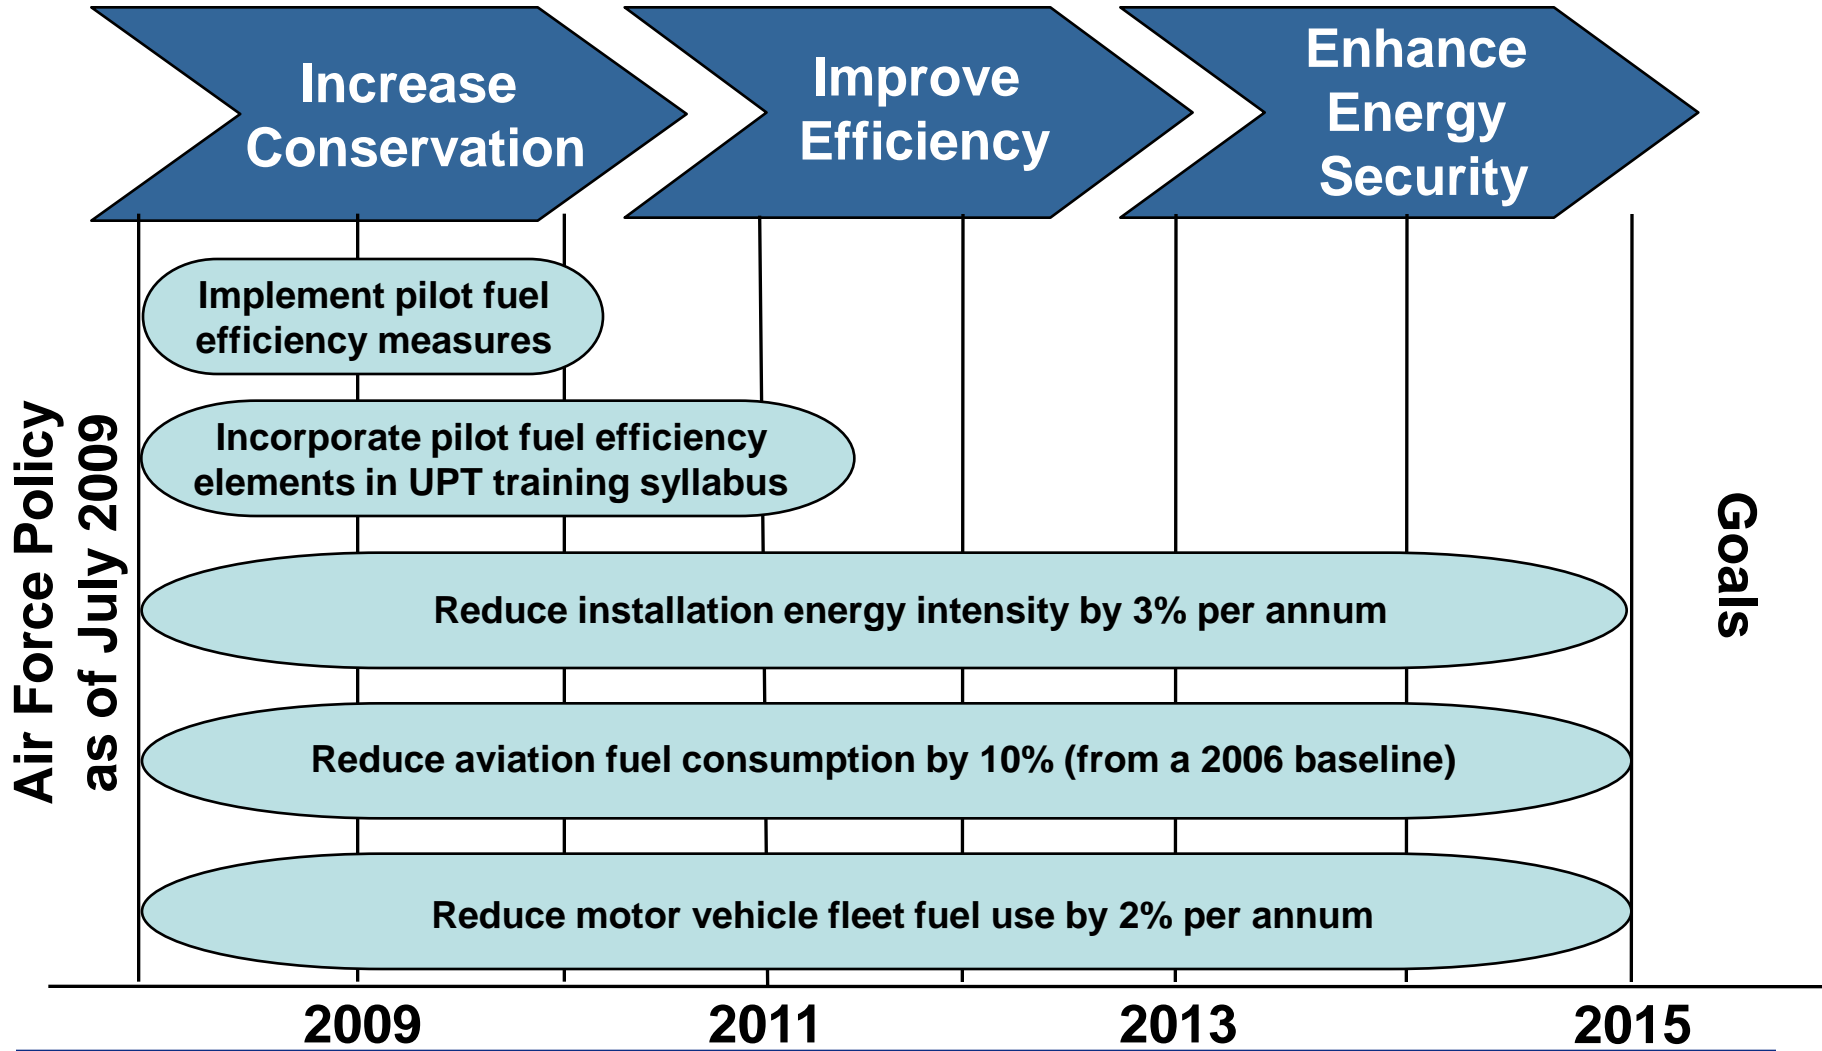 Increase
Conservation
Improve
Efficiency
Enhance
Energy
Security
Air Force Policy
as of July 2009
Implement pilot fuel
efficiency measures
Incorporate pilot fuel efficiency
elements in UPT training syllabus
Reduce installation energy intensity by 3% per annum
Reduce aviation fuel consumption by 10% (from a 2006 baseline)
Reduce motor vehicle fleet fuel use by 2% per annum
Goals
2009
2011
2013
2015